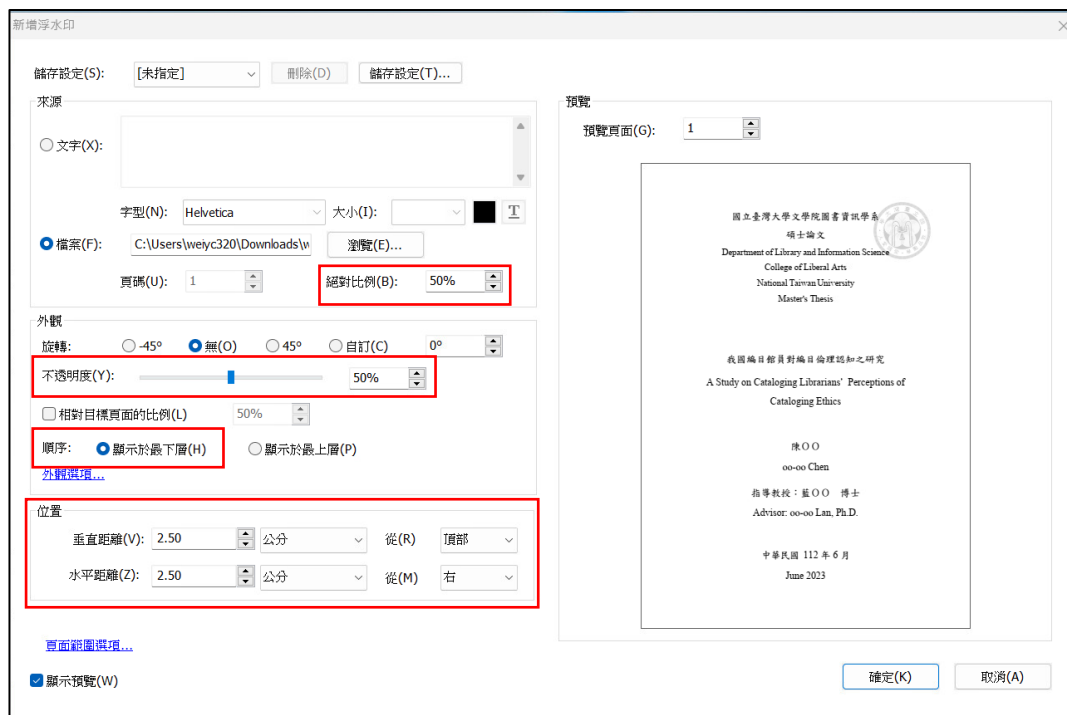 新增浮水印
儲存設定(S): [未指定] 刪除(D) 儲存設定(T)...
來源
文字(X):
字型(N): Helvetica 大小(I): T
檔案(F): C:\Users\weiyc320\Downloads\w 瀏覽(E)...
頁碼(U): 1 絕對比例(B): 50%
外觀
旋轉: -45° 無(O) 45° 自訂(C) 0°
不透明度(Y): 50%
相對目標頁面的比例(L) 50%
順序: 顯示於最下層(H) 顯示於最上層(P)
外觀選項...
位置
垂直距離(V): 2.50 公分 從(R) 頂部
水平距離(Z): 2.50 公分 從(M) 右
頁面範圍選項...
顯示預覽(W)
預覽
預覽頁面(G): 1
國立臺灣大學文學院圖書資訊學系
碩士論文
Department of Library and Information Science
College of Liberal Arts
National Taiwan University
Master's Thesis
我國編目館員對編目倫理認知之研究
A Study on Cataloging Librarians' Perceptions of
Cataloging Ethics
陳OO
oo-oo Chen
指導教授：藍OO 博士
Advisor: oo-oo Lan, Ph.D.
中華民國 112 年 6 月
June 2023
確定(K) 取消(A)